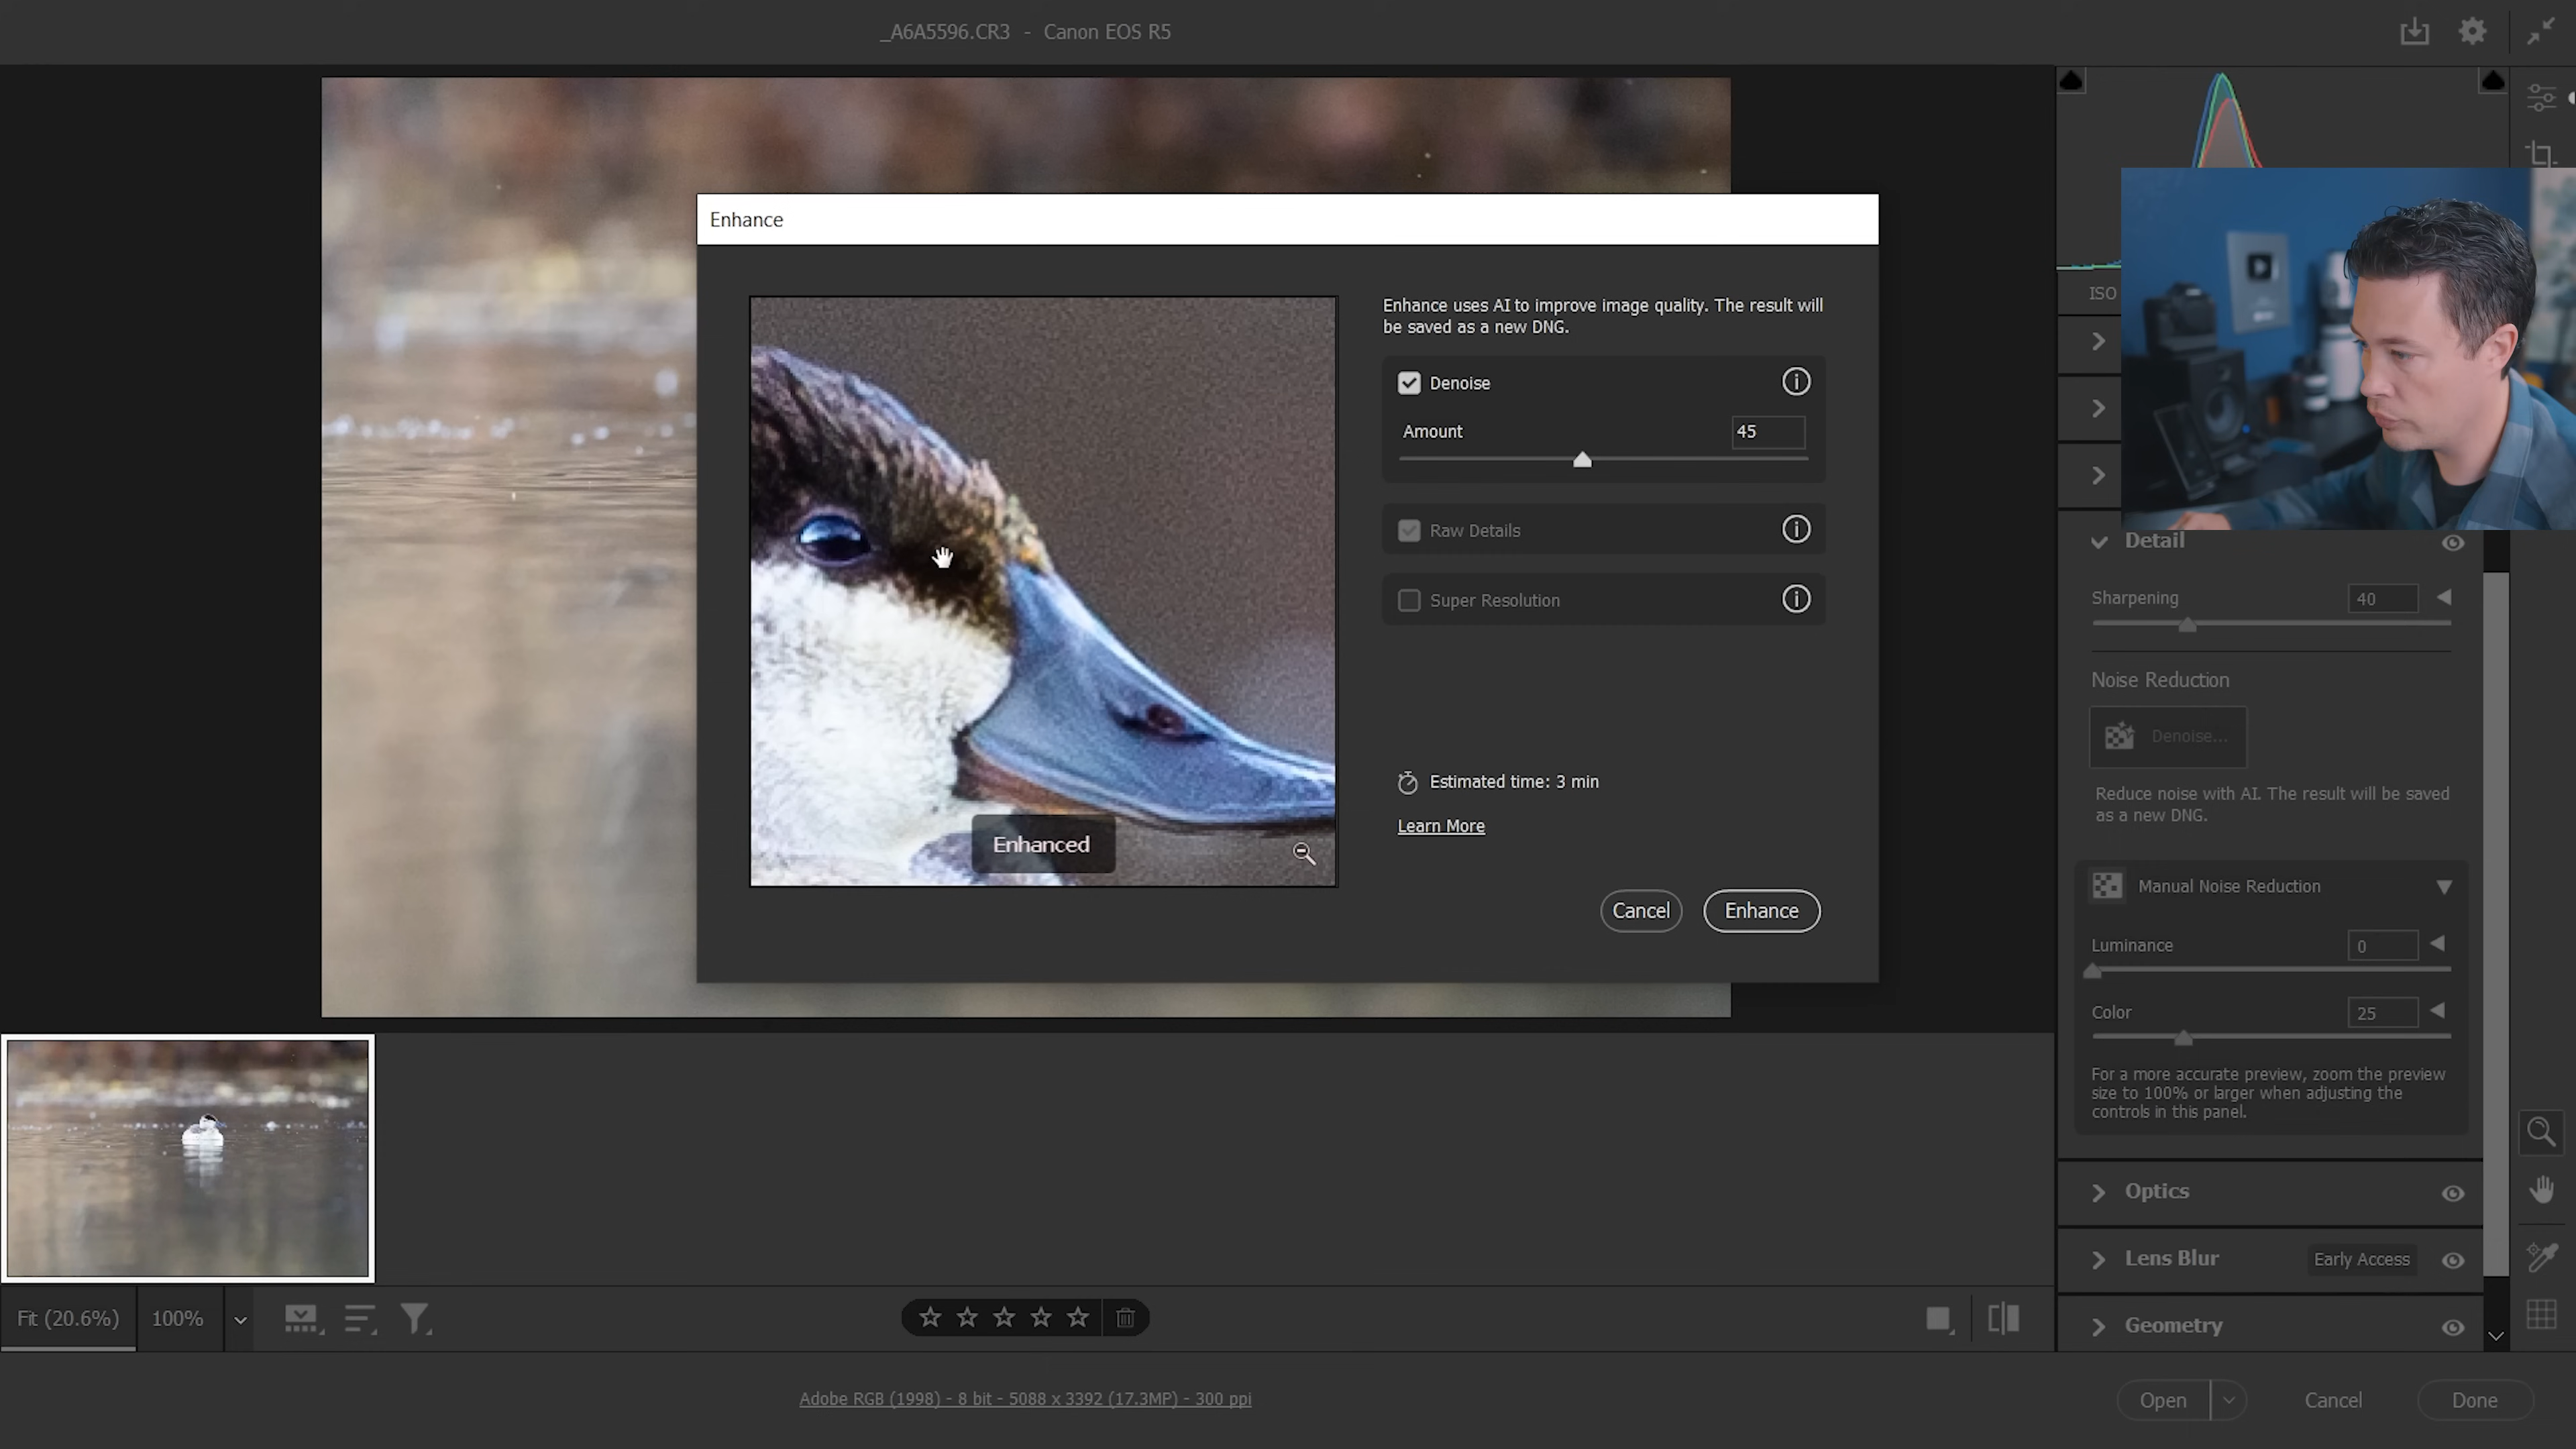 _A6A5596.CR3 - Canon EOS R5
Enhance
Enhance uses AI to improve image quality. The result will
be saved as a new DNG.
Denoise
Amount 45
Raw Details
Super Resolution
Estimated time: 3 min
Learn More
Enhanced
Cancel Enhance
ISO
Detail
Sharpening 40
Noise Reduction
Denoise...
Reduce noise with AI. The result will be saved
as a new DNG.
Manual Noise Reduction
Luminance 0
Color 25
For a more accurate preview, zoom the preview
size to 100% or larger when adjusting the
controls in this panel.
Optics
Lens Blur Early Access
Geometry
Fit (20.6%) 100%
Adobe RGB (1998) - 8 bit - 5088 x 3392 (17.3MP) - 300 ppi
Open Cancel Done